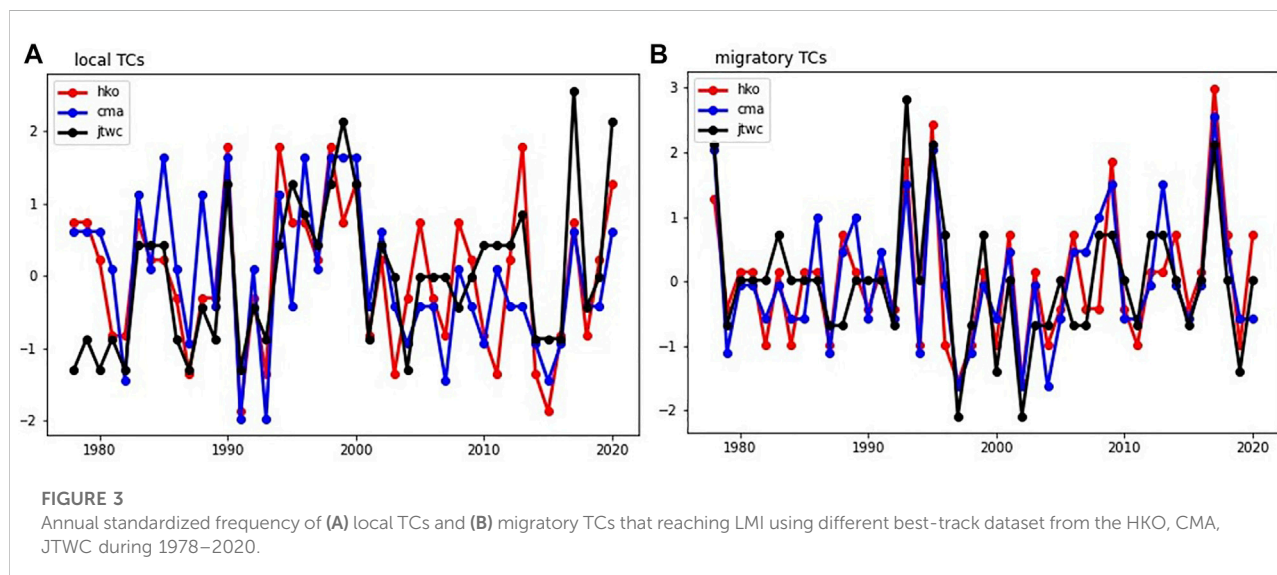 A
local TCs
hko
cma
jtwc
2
1
0
−1
−2
1980 1990 2000 2010 2020
B
migratory TCs
hko
cma
jtwc
3
2
1
0
−1
−2
1980 1990 2000 2010 2020
FIGURE 3
Annual standardized frequency of (A) local TCs and (B) migratory TCs that reaching LMI using different best-track dataset from the HKO, CMA,
JTWC during 1978–2020.